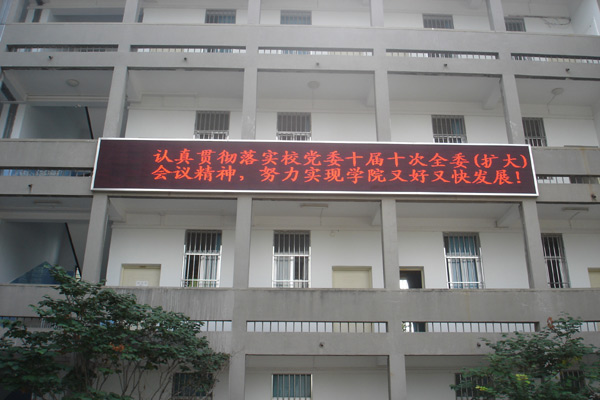 认真贯彻落实校党委十届十次全委(扩大)
会议精神，努力实现学院又好又快发展!